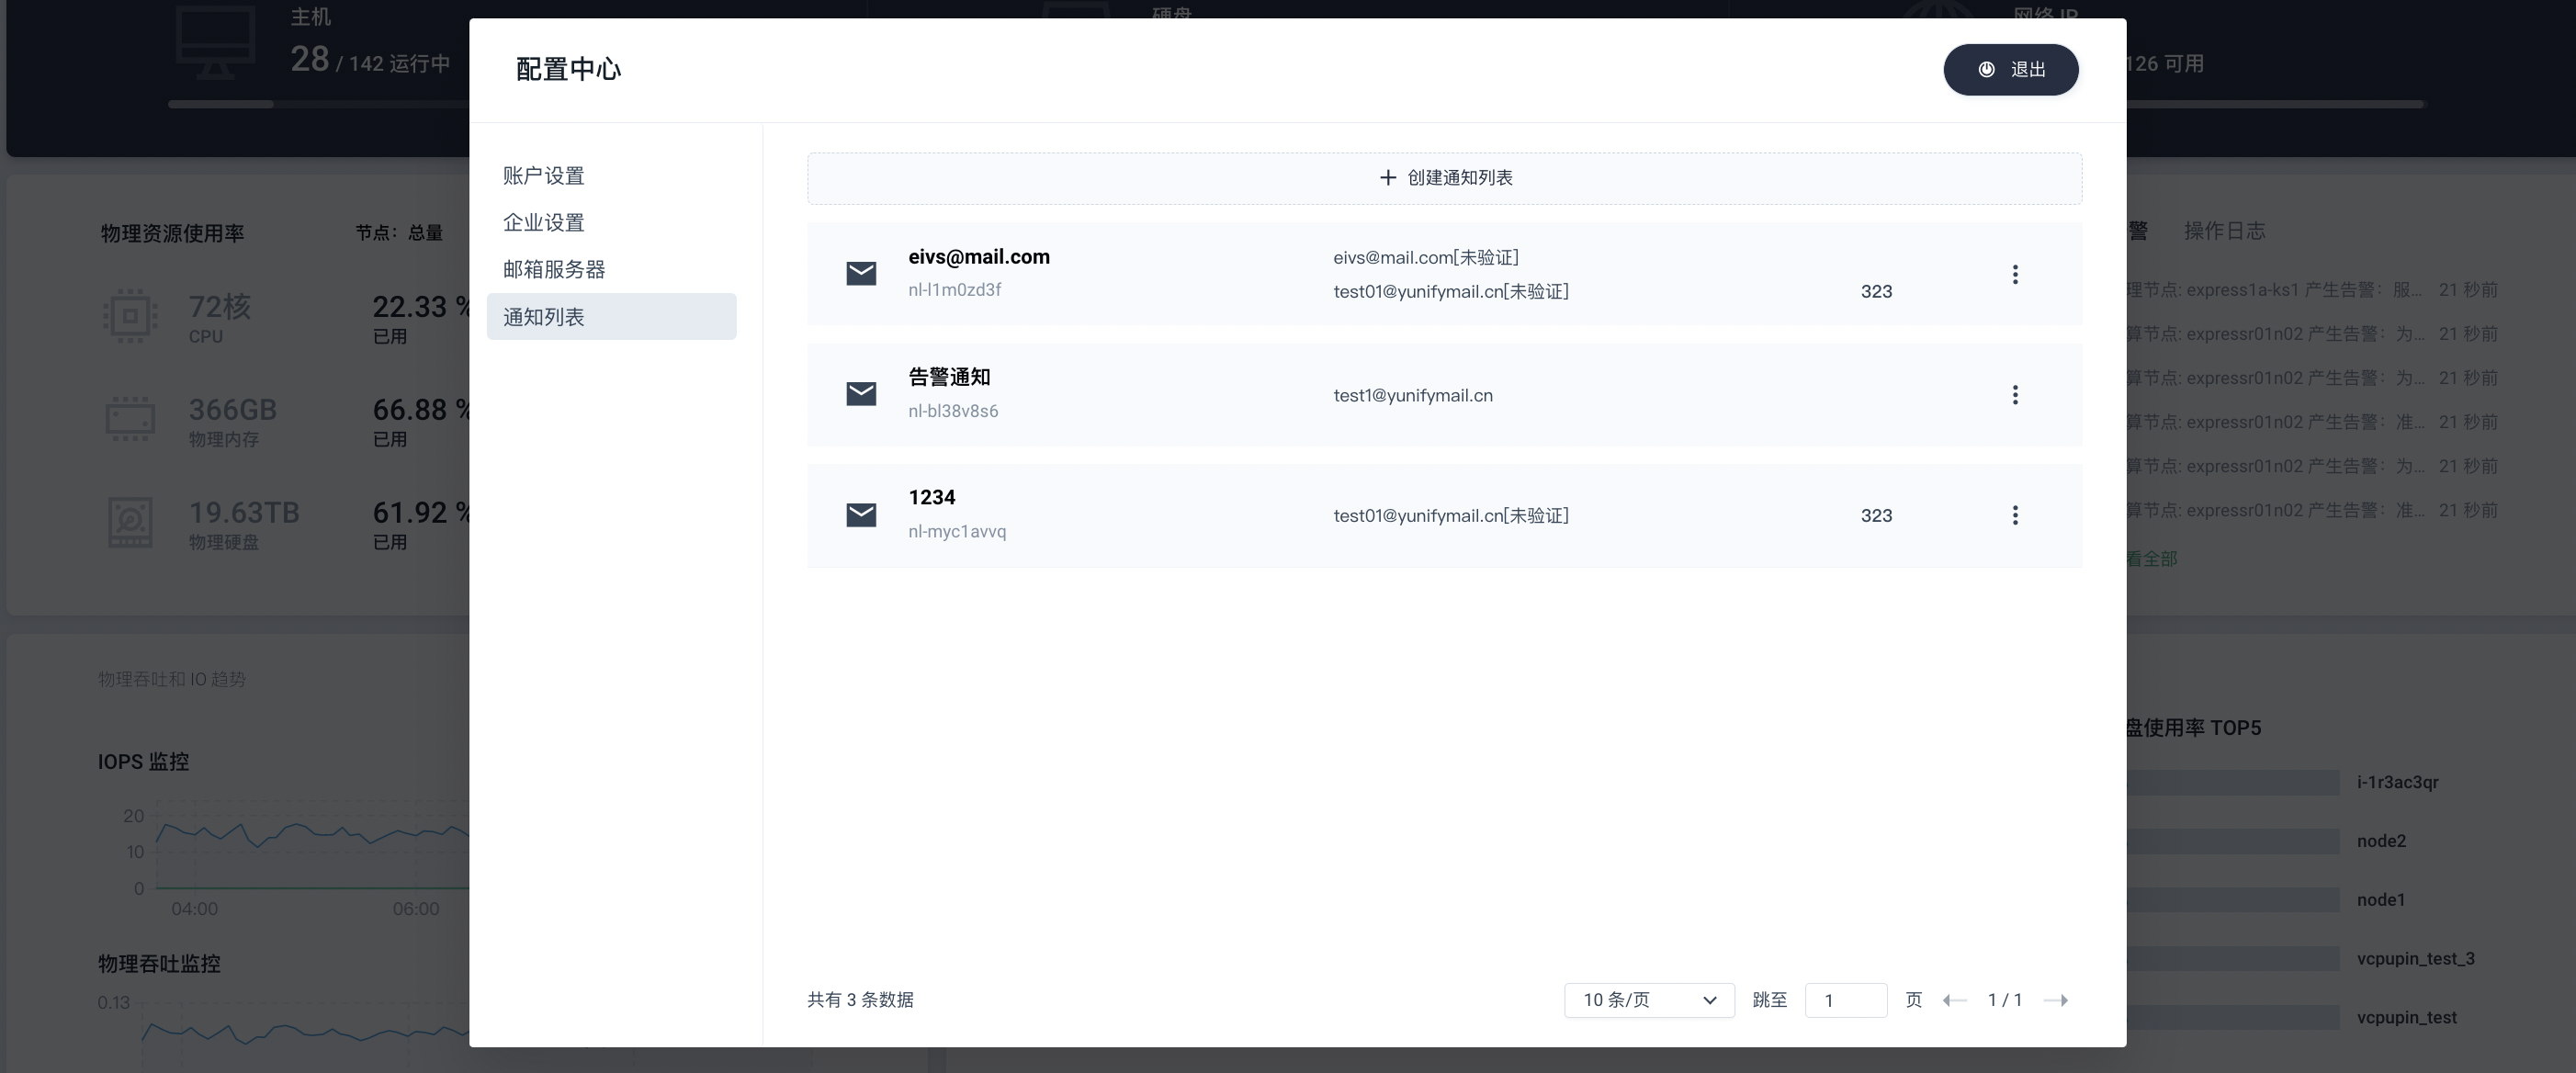 主机
28 / 142 运行中
硬盘
网络 IP
126 可用
物理资源使用率
节点：总量
72核
CPU
22.33 %
已用
366GB
物理内存
66.88 %
已用
19.63TB
物理硬盘
61.92 %
已用
物理吞吐和 IO 趋势
IOPS 监控
20
10
0
04:00
06:00
物理吞吐监控
0.13
配置中心
退出
账户设置
企业设置
邮箱服务器
通知列表
创建通知列表
eivs@mail.com
nl-l1m0zd3f
eivs@mail.com[未验证]
test01@yunifymail.cn[未验证]
323
告警通知
nl-bl38v8s6
test1@yunifymail.cn
1234
nl-myc1avvq
test01@yunifymail.cn[未验证]
323
共有 3 条数据
10 条/页
跳至
1
页
1 / 1
警
操作日志
理节点: express1a-ks1 产生告警：服... 21 秒前
算节点: expressr01n02 产生告警：为... 21 秒前
算节点: expressr01n02 产生告警：为... 21 秒前
算节点: expressr01n02 产生告警：准... 21 秒前
算节点: expressr01n02 产生告警：为... 21 秒前
算节点: expressr01n02 产生告警：准... 21 秒前
看全部
盘使用率 TOP5
i-1r3ac3qr
node2
node1
vcpupin_test_3
vcpupin_test